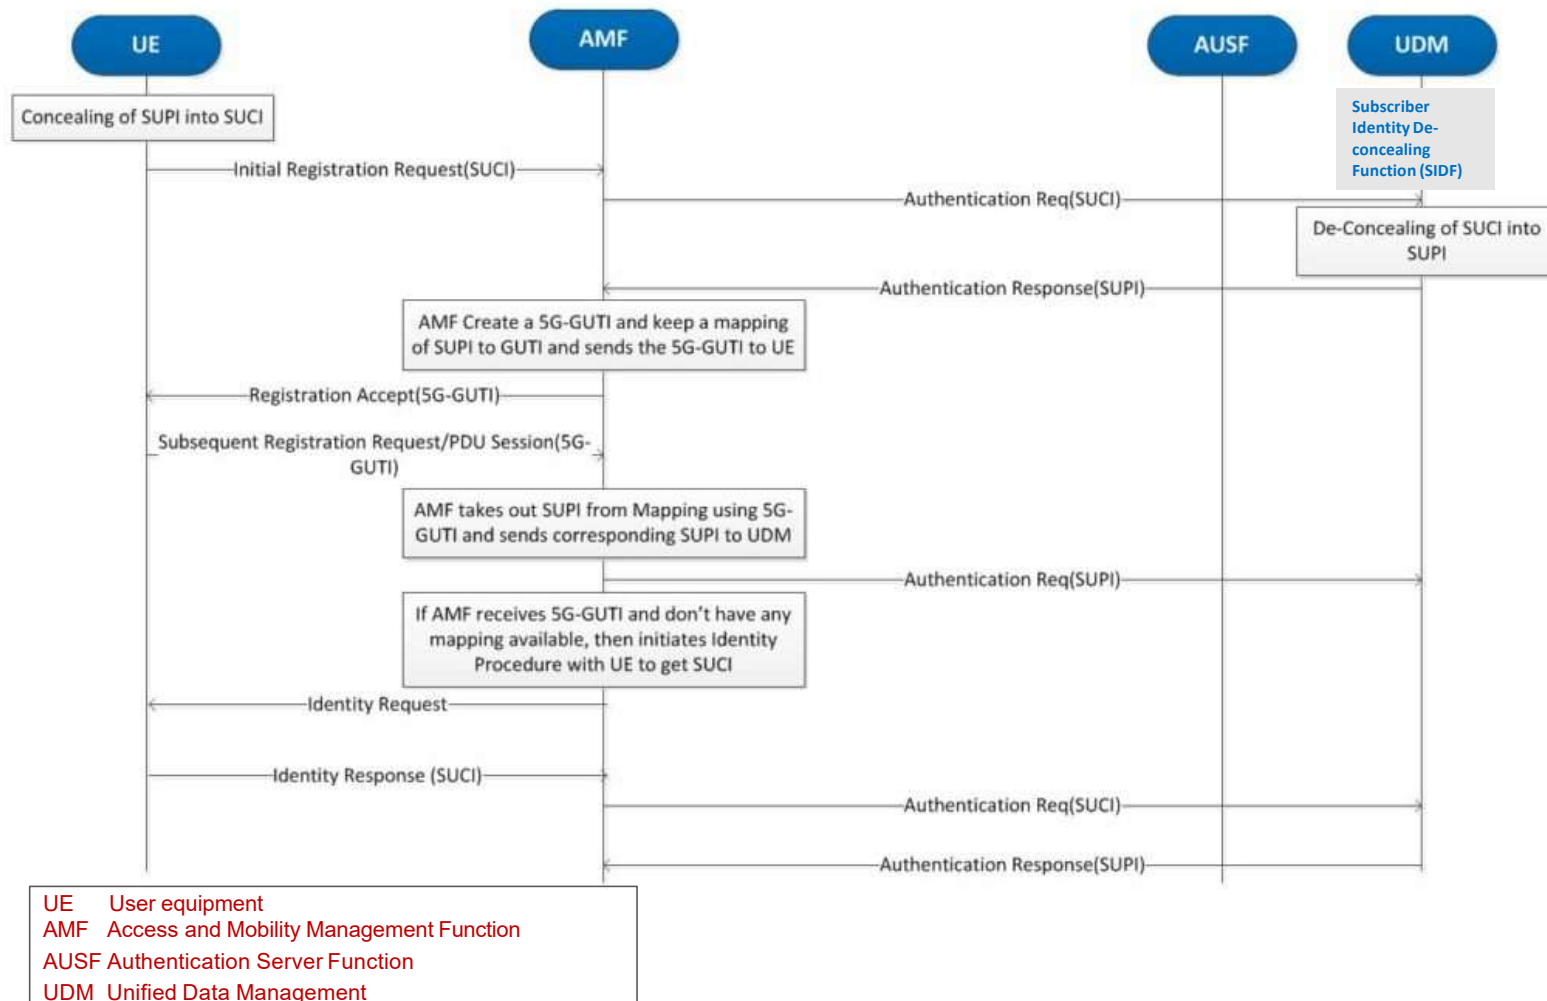 UE
AMF
AUSF
UDM
Concealing of SUPI into SUCI
Subscriber
Identity De-
concealing
Function (SIDF)
Initial Registration Request(SUCI)
Authentication Req(SUCI)
De-Concealing of SUCI into
SUPI
Authentication Response(SUPI)
AMF Create a 5G-GUTI and keep a mapping
of SUPI to GUTI and sends the 5G-GUTI to UE
Registration Accept(5G-GUTI)
Subsequent Registration Request/PDU Session(5G-
GUTI)
AMF takes out SUPI from Mapping using 5G-
GUTI and sends corresponding SUPI to UDM
Authentication Req(SUPI)
If AMF receives 5G-GUTI and don't have any
mapping available, then initiates Identity
Procedure with UE to get SUCI
Identity Request
Identity Response (SUCI)
Authentication Req(SUCI)
Authentication Response(SUPI)
UE User equipment
AMF Access and Mobility Management Function
AUSF Authentication Server Function
UDM Unified Data Management